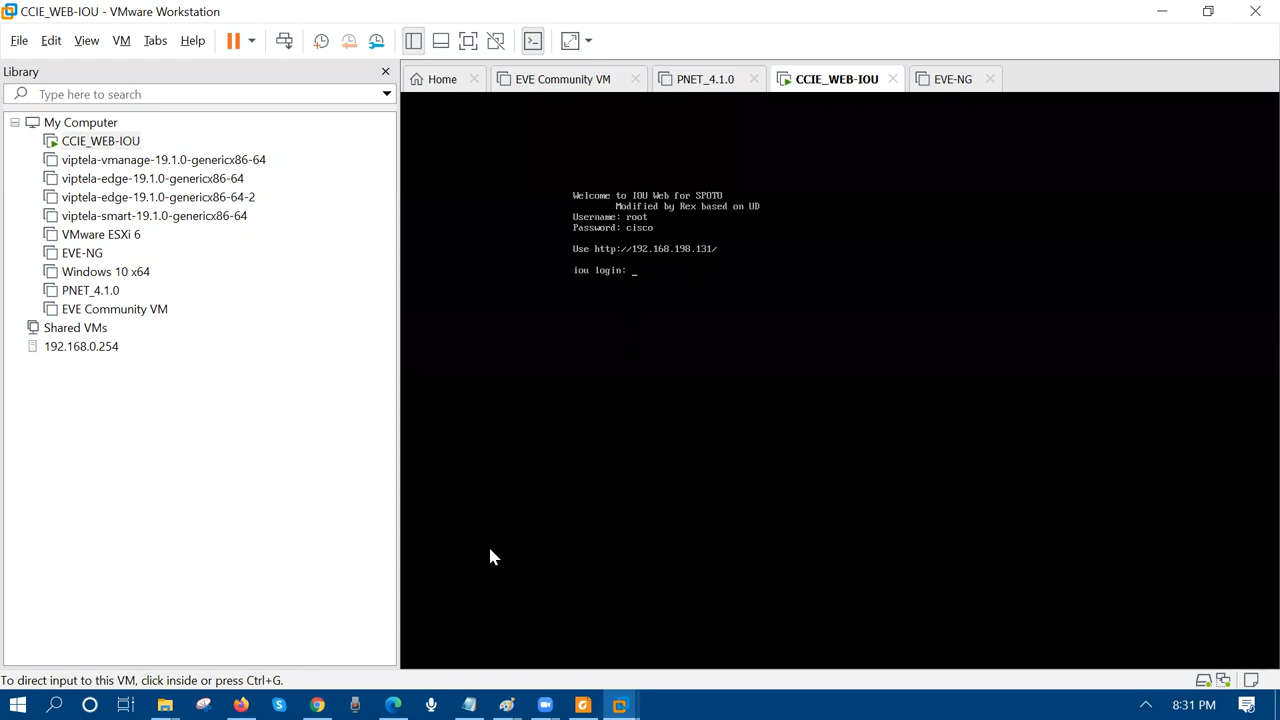 CCIE_WEB-IOU - VMware Workstation
File Edit View VM Tabs Help
Library
Type here to search
Home
EVE Community VM
PNET_4.1.0
CCIE_WEB-IOU
EVE-NG
My Computer
CCIE_WEB-IOU
viptela-vmanage-19.1.0-genericx86-64
viptela-edge-19.1.0-genericx86-64
viptela-edge-19.1.0-genericx86-64-2
viptela-smart-19.1.0-genericx86-64
VMware ESXi 6
EVE-NG
Windows 10 x64
PNET_4.1.0
EVE Community VM
Shared VMs
192.168.0.254
Welcome to IOU Web for SPOTO
Modified by Rex based on UD
Username: root
Password: cisco
Use http://192.168.198.131/
iou login: _
To direct input to this VM, click inside or press Ctrl+G.
8:31 PM